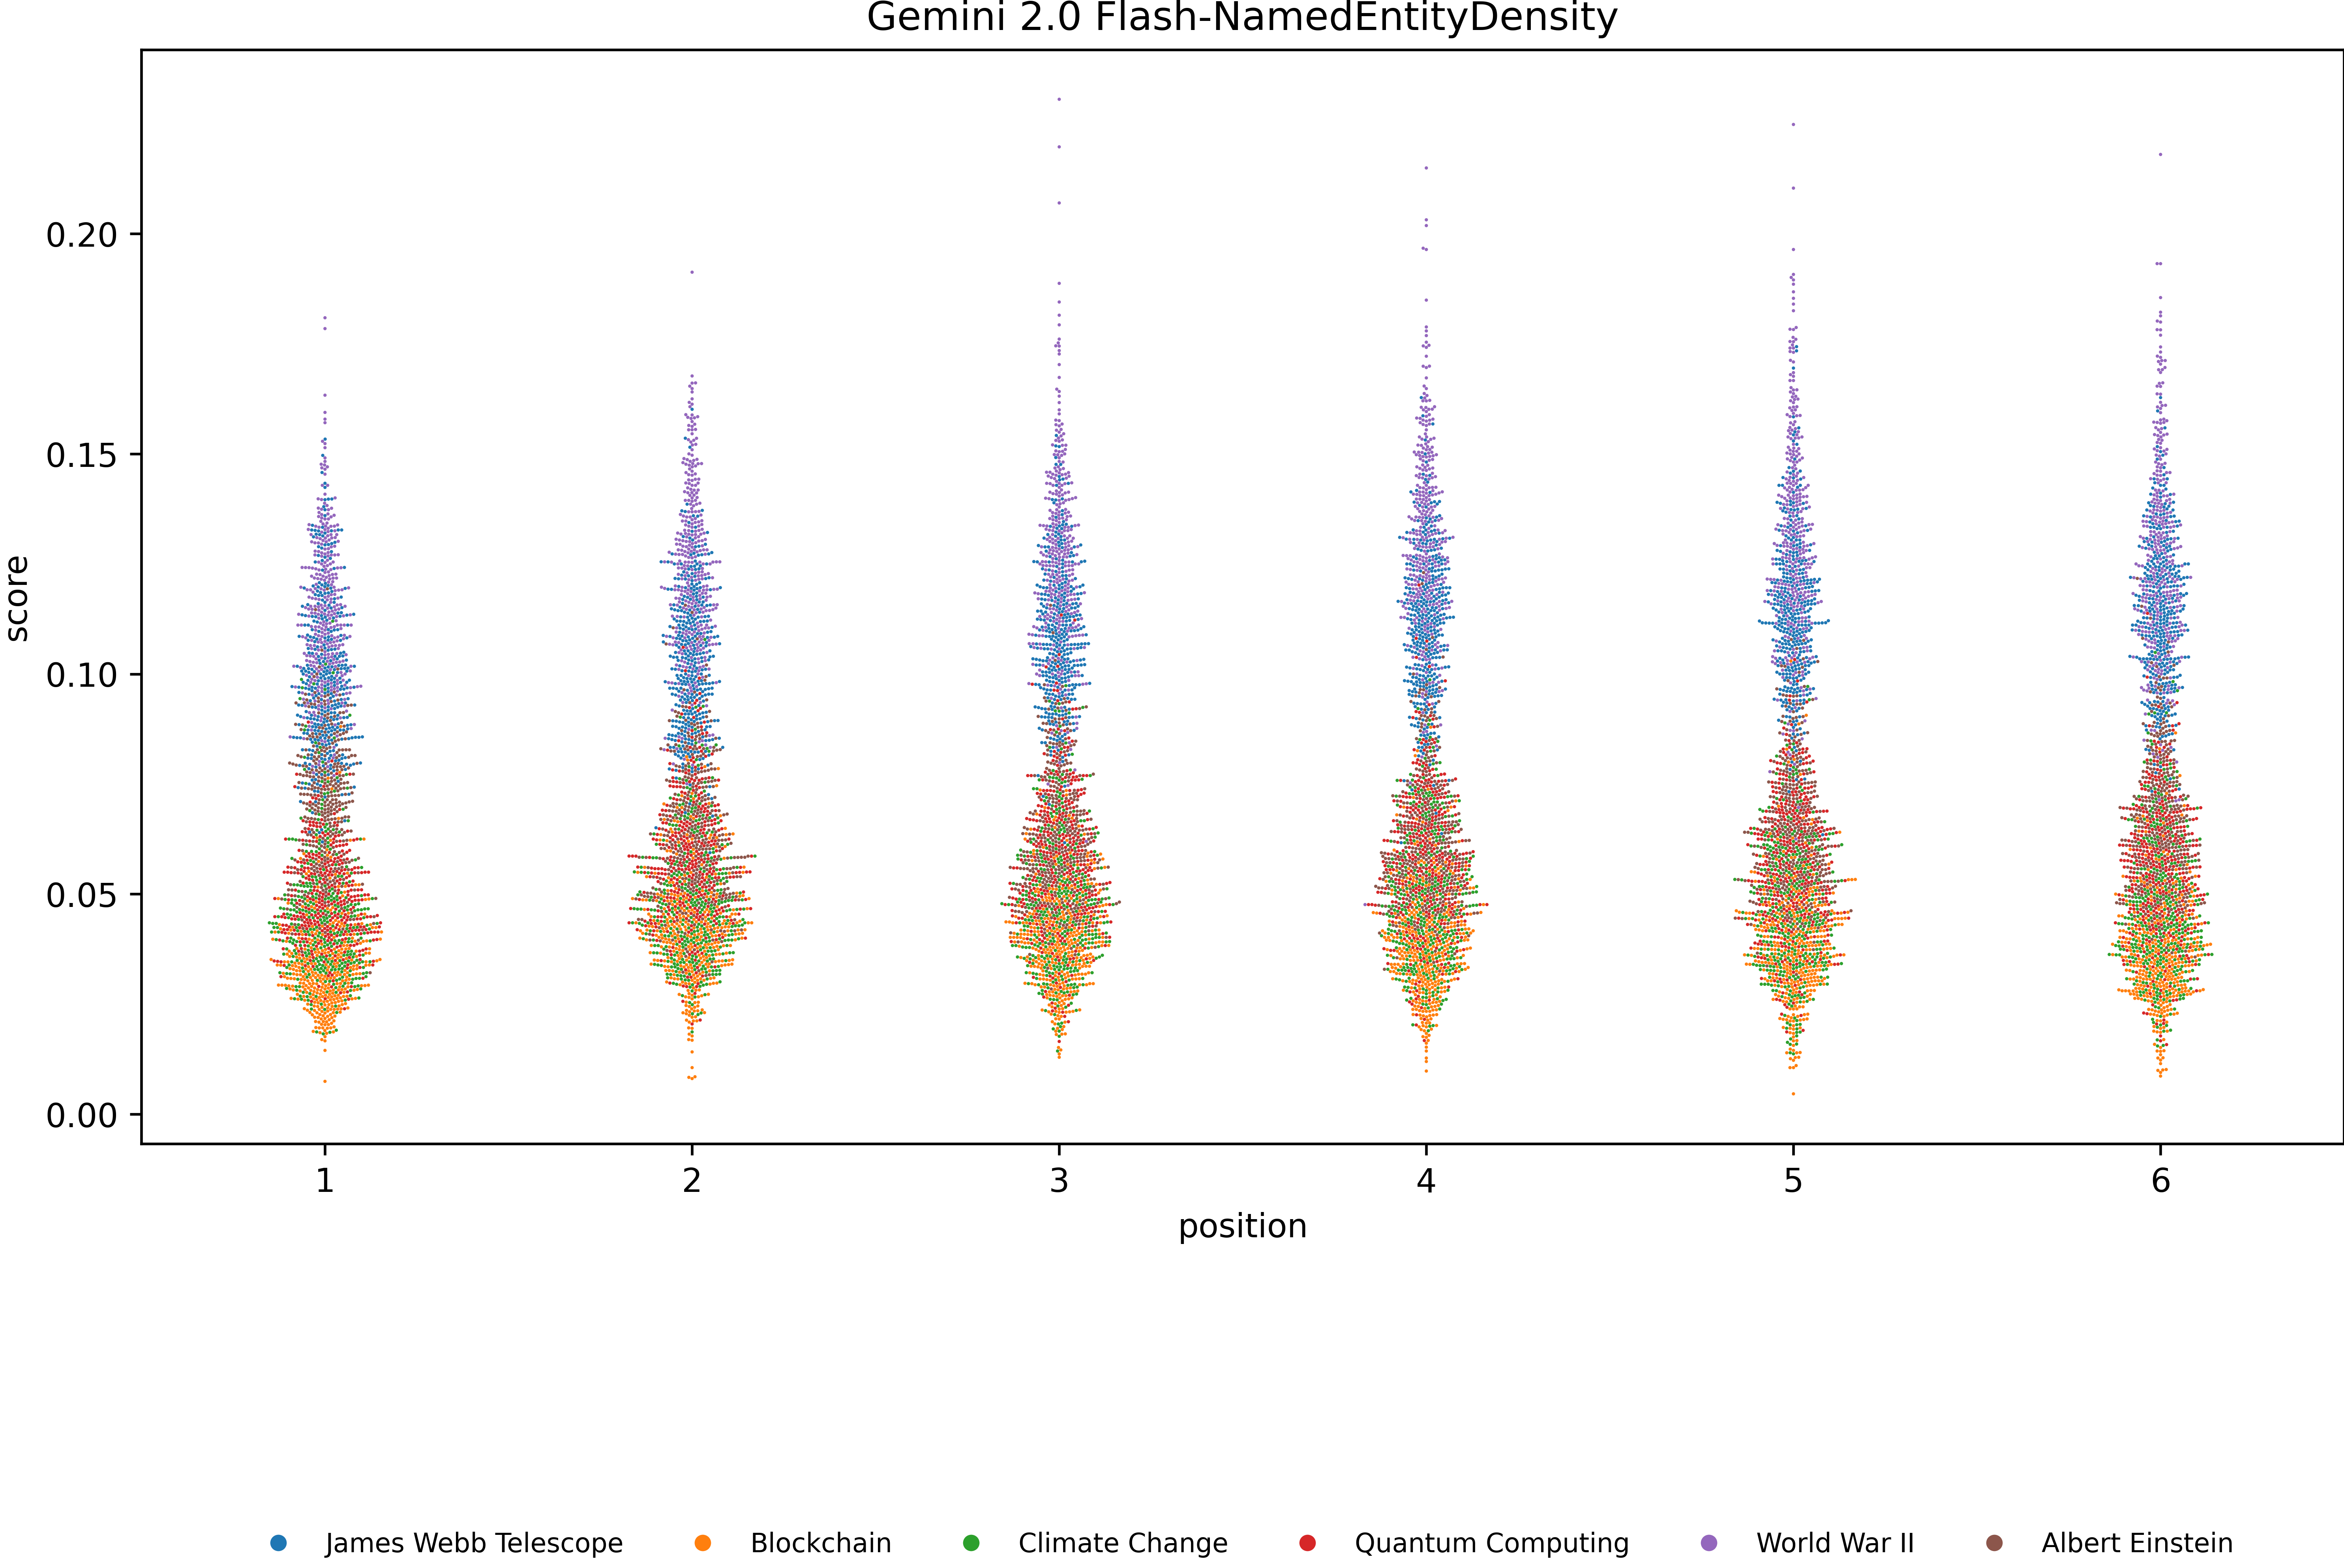 Gemini 2.0 Flash-NamedEntityDensity
score
0.20
0.15
0.10
0.05
0.00
1 2 3 4 5 6
position
James Webb Telescope Blockchain Climate Change Quantum Computing World War II Albert Einstein